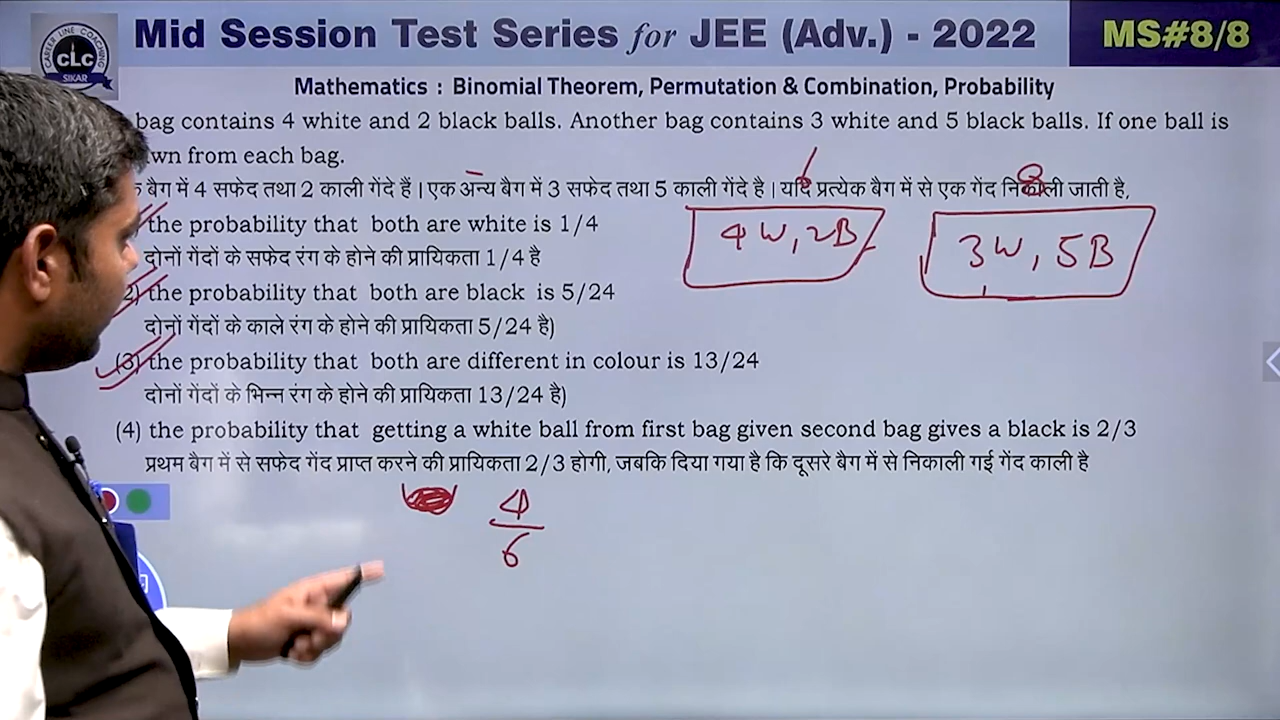 Mid Session Test Series for JEE (Adv.) - 2022
MS#8/8
CAREER LINE COACHING
CLC
SIKAR
Mathematics : Binomial Theorem, Permutation & Combination, Probability
bag contains 4 white and 2 black balls. Another bag contains 3 white and 5 black balls. If one ball is
wn from each bag.
बैग में 4 सफेद तथा 2 काली गेंदे हैं। एक अन्य बैग में 3 सफेद तथा 5 काली गेंदे है। यदि प्रत्येक बैग में से एक गेंद निकाली जाती है,
the probability that both are white is 1/4
दोनों गेंदों के सफेद रंग के होने की प्रायिकता 1/4 है
4W, 2B
3W, 5B
2) the probability that both are black is 5/24
दोनों गेंदों के काले रंग के होने की प्रायिकता 5/24 है)
(3) the probability that both are different in colour is 13/24
दोनों गेंदों के भिन्न रंग के होने की प्रायिकता 13/24 है)
(4) the probability that getting a white ball from first bag given second bag gives a black is 2/3
प्रथम बैग में से सफेद गेंद प्राप्त करने की प्रायिकता 2/3 होगी, जबकि दिया गया है कि दूसरे बैग में से निकाली गई गेंद काली है
4
6